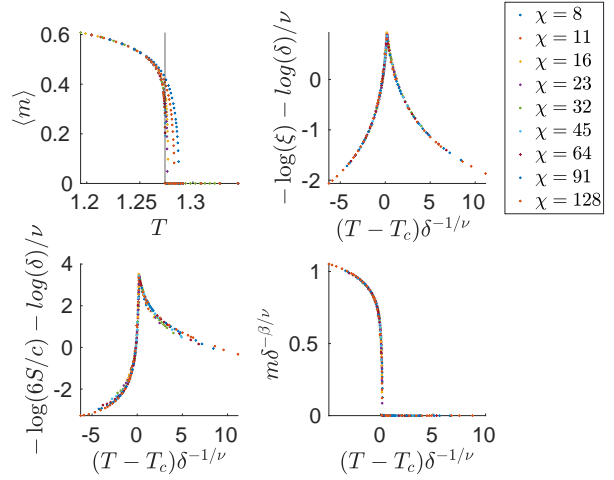 0.6
0.4
0.2
0
⟨m⟩
1.2 1.25 1.3
T
0
-1
-2
− log(ξ) − log(δ)/ν
-5 0 5 10
(T − T_c)δ^{−1/ν}
χ = 8
χ = 11
χ = 16
χ = 23
χ = 32
χ = 45
χ = 64
χ = 91
χ = 128
4
2
0
-2
− log(6S/c) − log(δ)/ν
-5 0 5 10
(T − T_c)δ^{−1/ν}
1
0.5
0
mδ^{−β/ν}
0 5 10
(T − T_c)δ^{−1/ν}